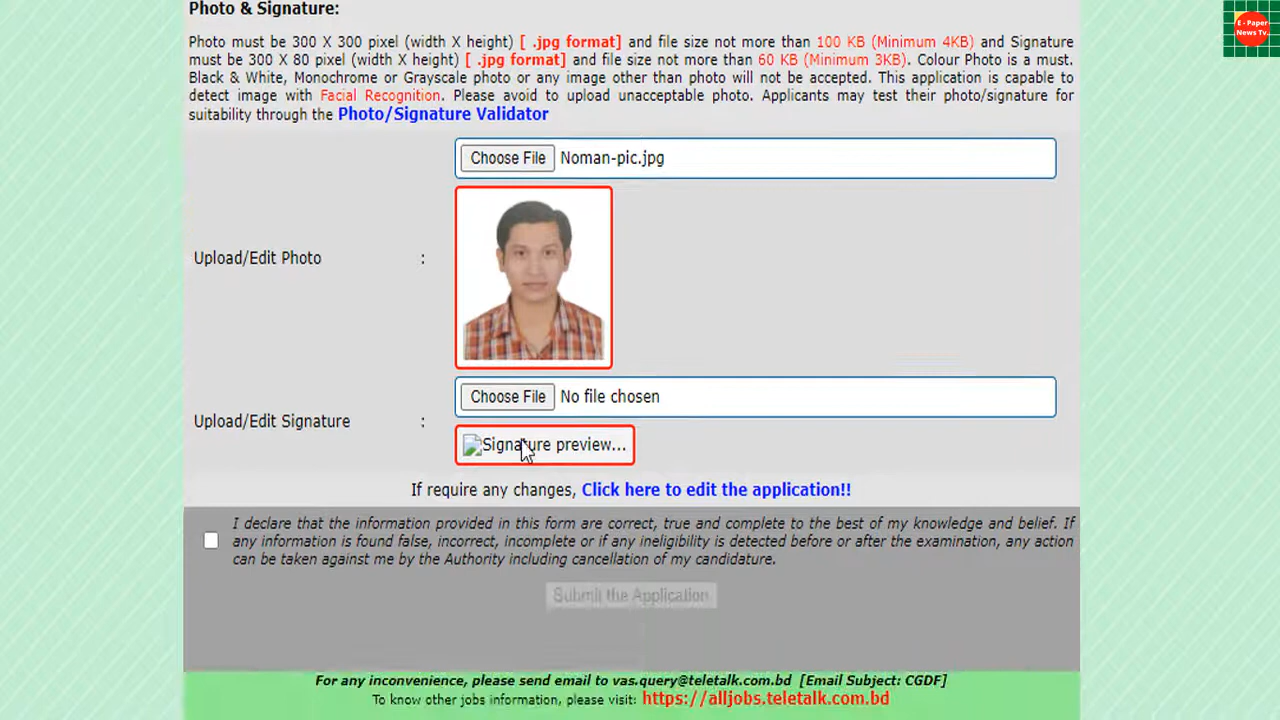 Photo & Signature:
E - Paper
News Tv.
Photo must be 300 X 300 pixel (width X height) [ .jpg format] and file size not more than 100 KB (Minimum 4KB) and Signature
must be 300 X 80 pixel (width X height) [ .jpg format] and file size not more than 60 KB (Minimum 3KB). Colour Photo is a must.
Black & White, Monochrome or Grayscale photo or any image other than photo will not be accepted. This application is capable to
detect image with Facial Recognition. Please avoid to upload unacceptable photo. Applicants may test their photo/signature for
suitability through the Photo/Signature Validator
Choose File Noman-pic.jpg
Upload/Edit Photo :
Choose File No file chosen
Upload/Edit Signature :
Signature preview...
If require any changes, Click here to edit the application!!
I declare that the information provided in this form are correct, true and complete to the best of my knowledge and belief. If
any information is found false, incorrect, incomplete or if any ineligibility is detected before or after the examination, any action
can be taken against me by the Authority including cancellation of my candidature.
Submit the Application
For any inconvenience, please send email to vas.query@teletalk.com.bd [Email Subject: CGDF]
To know other jobs information, please visit: https://alljobs.teletalk.com.bd